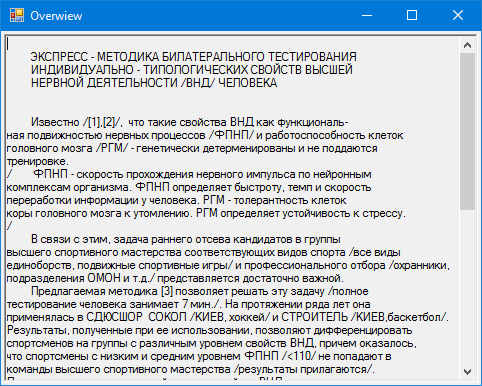 Overwiew
ЭКСПРЕСС - МЕТОДИКА БИЛАТЕРАЛЬНОГО ТЕСТИРОВАНИЯ
ИНДИВИДУАЛЬНО - ТИПОЛОГИЧЕСКИХ СВОЙСТВ ВЫСШЕЙ
НЕРВНОЙ ДЕЯТЕЛЬНОСТИ /ВНД/ ЧЕЛОВЕКА
Известно /[1],[2]/, что такие свойства ВНД как функциональ-
ная подвижностью нервных процессов /ФПНП/ и работоспособность клеток
головного мозга /РГМ/ - генетически детерменированы и не поддаются
тренировке.
/ ФПНП - скорость прохождения нервного импульса по нейронным
комплексам организма. ФПНП определяет быстроту, темп и скорость
переработки информации у человека. РГМ - толерантность клеток
коры головного мозга к утомлению. РГМ определяет устойчивость к стрессу.
/
В связи с этим, задача раннего отсева кандидатов в группы
высшего спортивного мастерства соответствующих видов спорта /все виды
единоборств, подвижные спортивные игры/ и профессионального отбора /охранники,
подразделения ОМОН и т.д./ представляется достаточно важной.
Предлагаемая методика [3] позволяет решать эту задачу /полное
тестирование человека занимает 7 мин./. На протяжении ряда лет она
применялась в СДЮСШОР СОКОЛ /КИЕВ, хоккей/ и СТРОИТЕЛЬ /КИЕВ,баскетбол/.
Результаты, полученные при ее использовании, позволяют дифференцировать
спортсменов на группы с различным уровнем свойств ВНД, причем оказалось,
что спортсмены с низким и средним уровнем ФПНП /<110/ не попадают в
команды высшего спортивного мастерства /результаты прилагаются/.